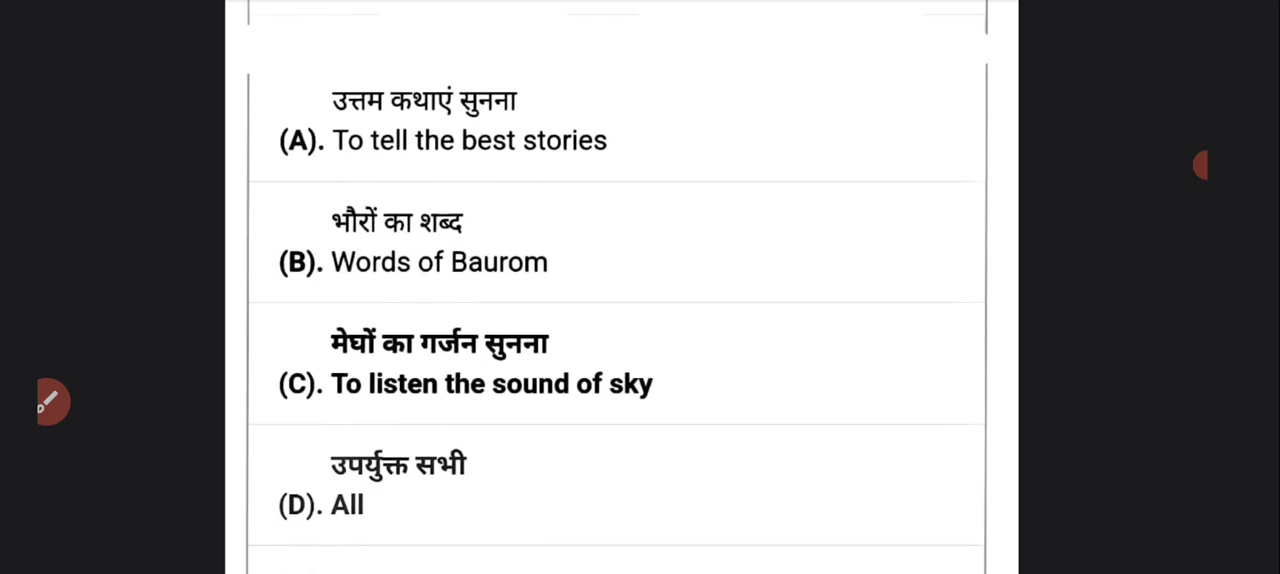 उत्तम कथाएं सुनना
(A). To tell the best stories
भौरों का शब्द
(B). Words of Baurom
मेघों का गर्जन सुनना
(C). To listen the sound of sky
उपर्युक्त सभी
(D). All